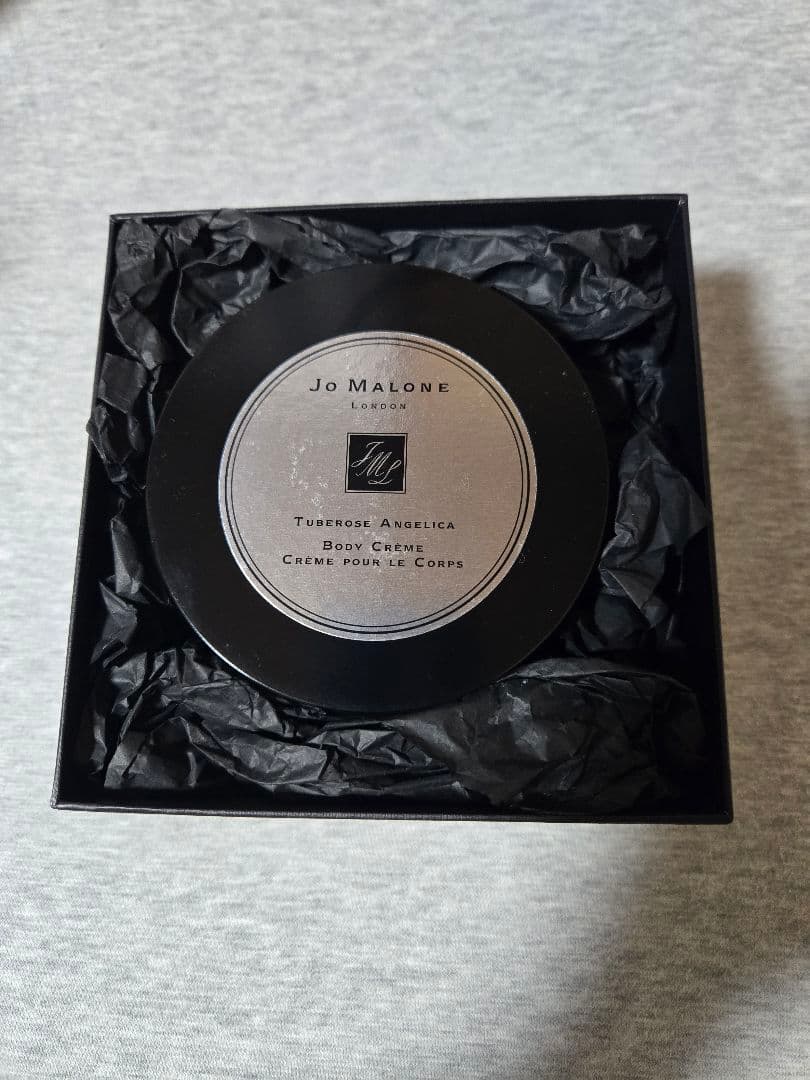 Jo Malone
London
JML
Tuberose Angelica
Body Crème
Crème pour le Corps